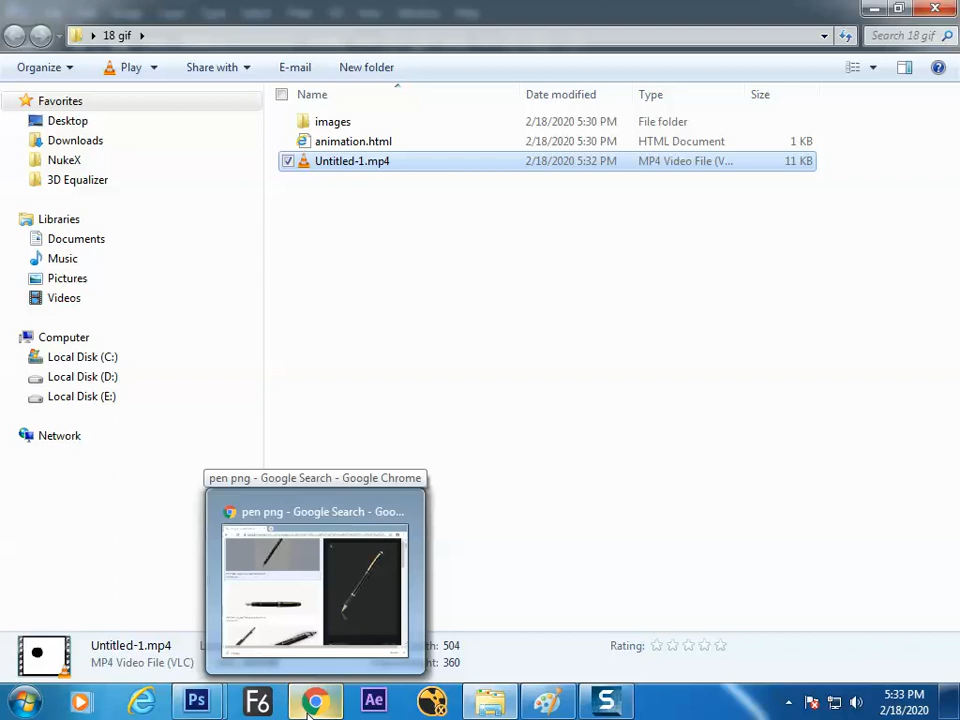 18 gif
Search 18 gif
Organize
Play
Share with
E-mail
New folder
Favorites
Desktop
Downloads
NukeX
3D Equalizer
Libraries
Documents
Music
Pictures
Videos
Computer
Local Disk (C:)
Local Disk (D:)
Local Disk (E:)
Network
Name Date modified Type Size
images 2/18/2020 5:30 PM File folder
animation.html 2/18/2020 5:30 PM HTML Document 1 KB
Untitled-1.mp4 2/18/2020 5:32 PM MP4 Video File (V... 11 KB
pen png - Google Search - Google Chrome
pen png - Google Search - Goo...
Untitled-1.mp4
MP4 Video File (VLC)
504
360
Rating:
Ps
F6
Ae
S
5:33 PM
2/18/2020